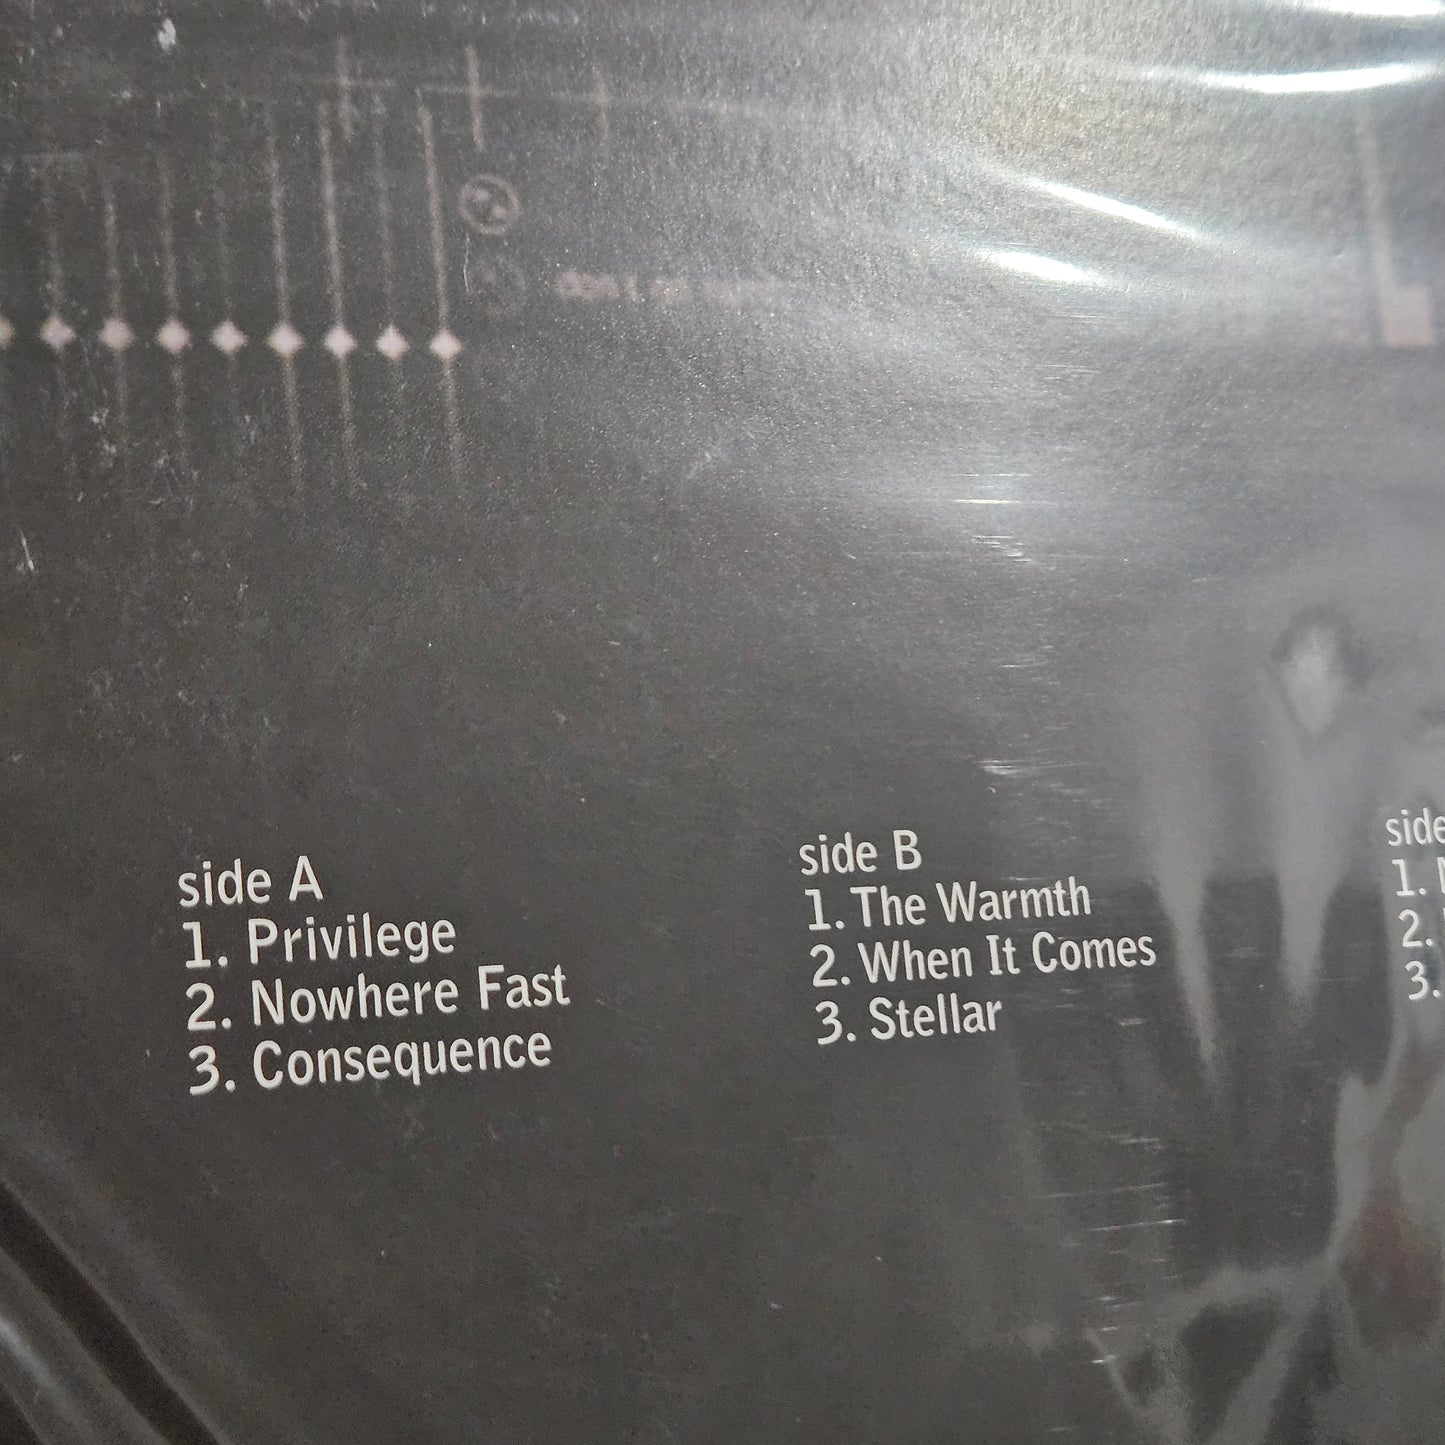 side A
1. Privilege
2. Nowhere Fast
3. Consequence
side B
1. The Warmth
2. When It Comes
3. Stellar
side
1.
2.
3.